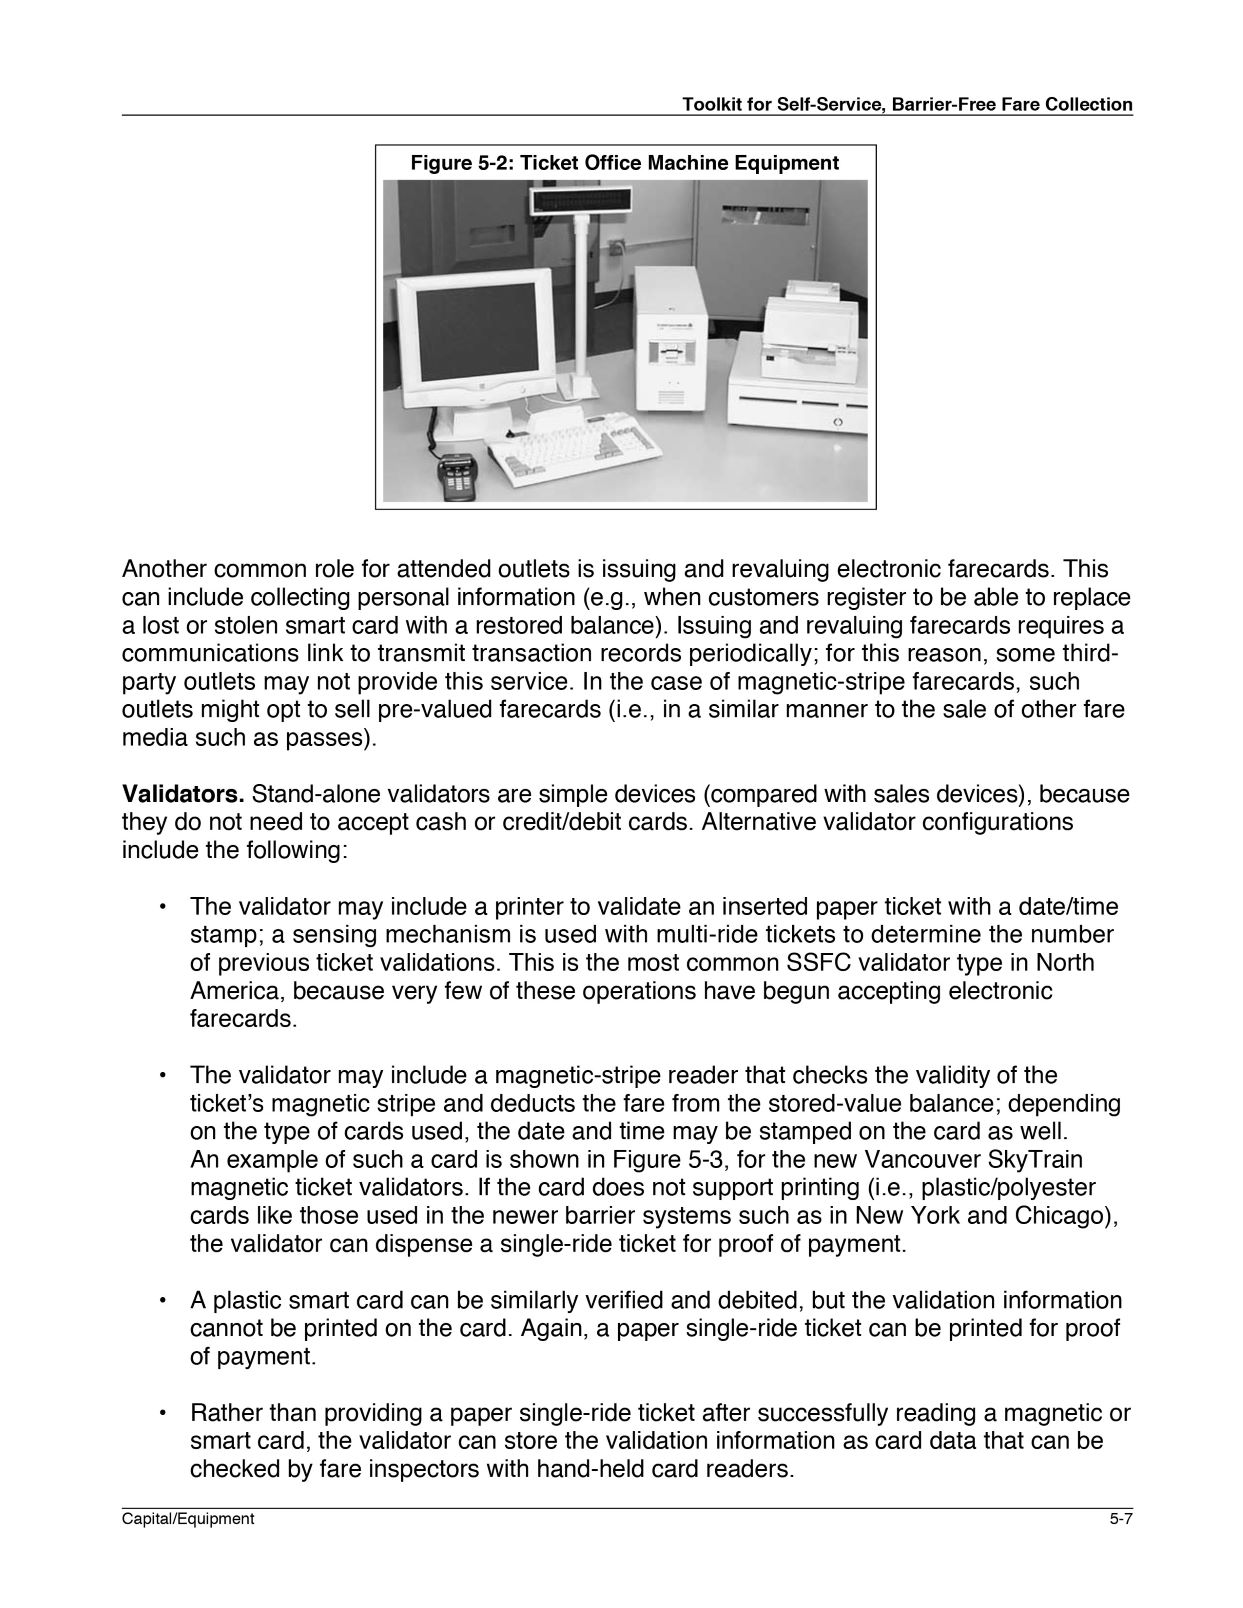 Toolkit for Self-Service, Barrier-Free Fare Collection
Figure 5-2: Ticket Office Machine Equipment
Another common role for attended outlets is issuing and revaluing electronic farecards. This
can include collecting personal information (e.g., when customers register to be able to replace
a lost or stolen smart card with a restored balance). Issuing and revaluing farecards requires a
communications link to transmit transaction records periodically; for this reason, some third-
party outlets may not provide this service. In the case of magnetic-stripe farecards, such
outlets might opt to sell pre-valued farecards (i.e., in a similar manner to the sale of other fare
media such as passes).
Validators. Stand-alone validators are simple devices (compared with sales devices), because
they do not need to accept cash or credit/debit cards. Alternative validator configurations
include the following:
• The validator may include a printer to validate an inserted paper ticket with a date/time
stamp; a sensing mechanism is used with multi-ride tickets to determine the number
of previous ticket validations. This is the most common SSFC validator type in North
America, because very few of these operations have begun accepting electronic
farecards.
• The validator may include a magnetic-stripe reader that checks the validity of the
ticket’s magnetic stripe and deducts the fare from the stored-value balance; depending
on the type of cards used, the date and time may be stamped on the card as well.
An example of such a card is shown in Figure 5-3, for the new Vancouver SkyTrain
magnetic ticket validators. If the card does not support printing (i.e., plastic/polyester
cards like those used in the newer barrier systems such as in New York and Chicago),
the validator can dispense a single-ride ticket for proof of payment.
• A plastic smart card can be similarly verified and debited, but the validation information
cannot be printed on the card. Again, a paper single-ride ticket can be printed for proof
of payment.
• Rather than providing a paper single-ride ticket after successfully reading a magnetic or
smart card, the validator can store the validation information as card data that can be
checked by fare inspectors with hand-held card readers.
Capital/Equipment
5-7